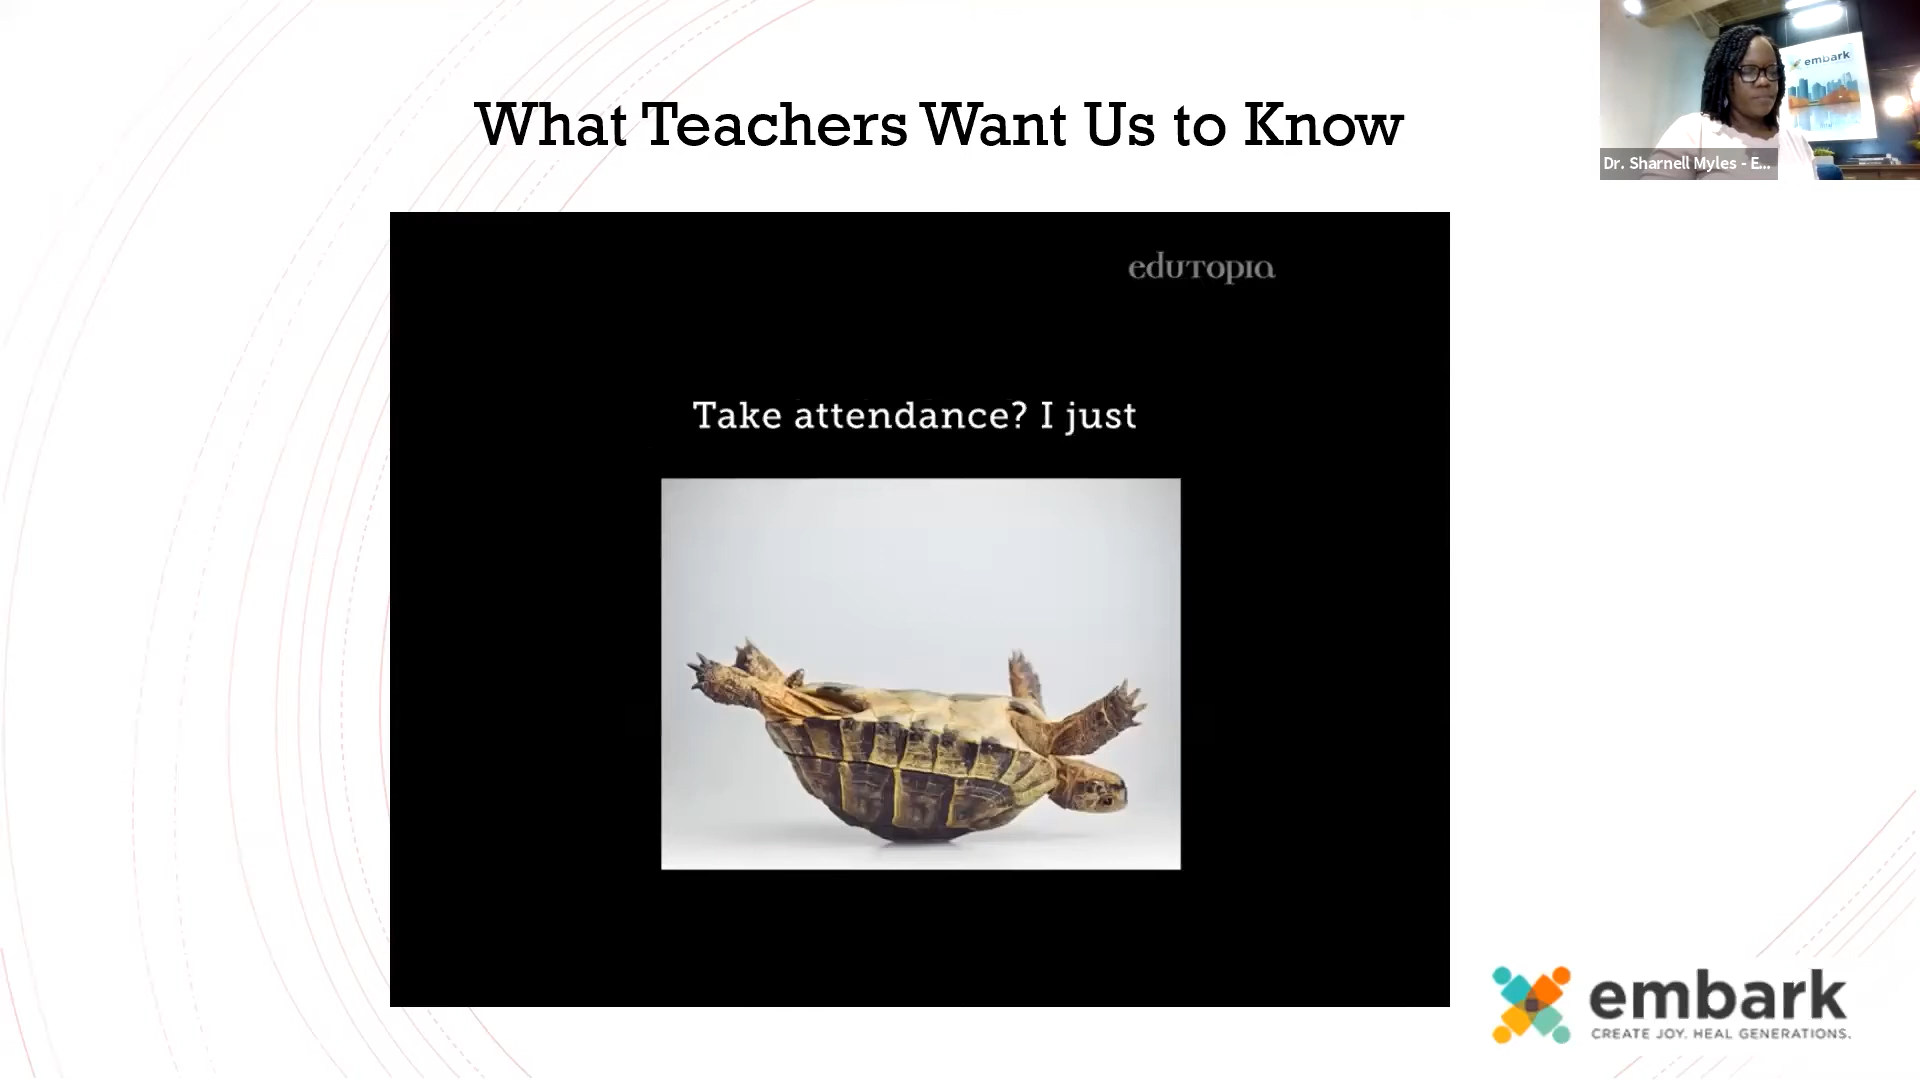 What Teachers Want Us to Know
embark
Dr. Sharnell Myles - E...
edutopia
Take attendance? I just
embark
CREATE JOY. HEAL GENERATIONS.